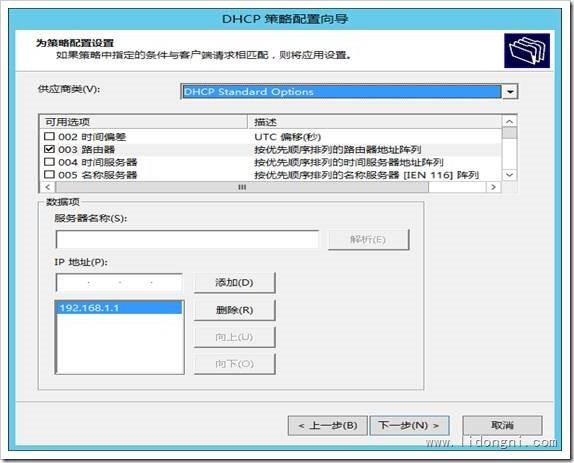 DHCP 策略配置向导
为策略配置设置
如果策略中指定的条件与客户端请求相匹配，则将应用设置。
供应商类(V):
DHCP Standard Options
可用选项 描述
002 时间偏差 UTC 偏移(秒)
003 路由器 按优先顺序排列的路由器地址阵列
004 时间服务器 按优先顺序排列的时间服务器地址阵列
005 名称服务器 按优先顺序排列的名称服务器 [IEN 116] 阵列
数据项
服务器名称(S):
解析(E)
IP 地址(P):
添加(D)
192.168.1.1
删除(R)
向上(U)
向下(O)
< 上一步(B) 下一步(N) > 取消
www.lidongni.com